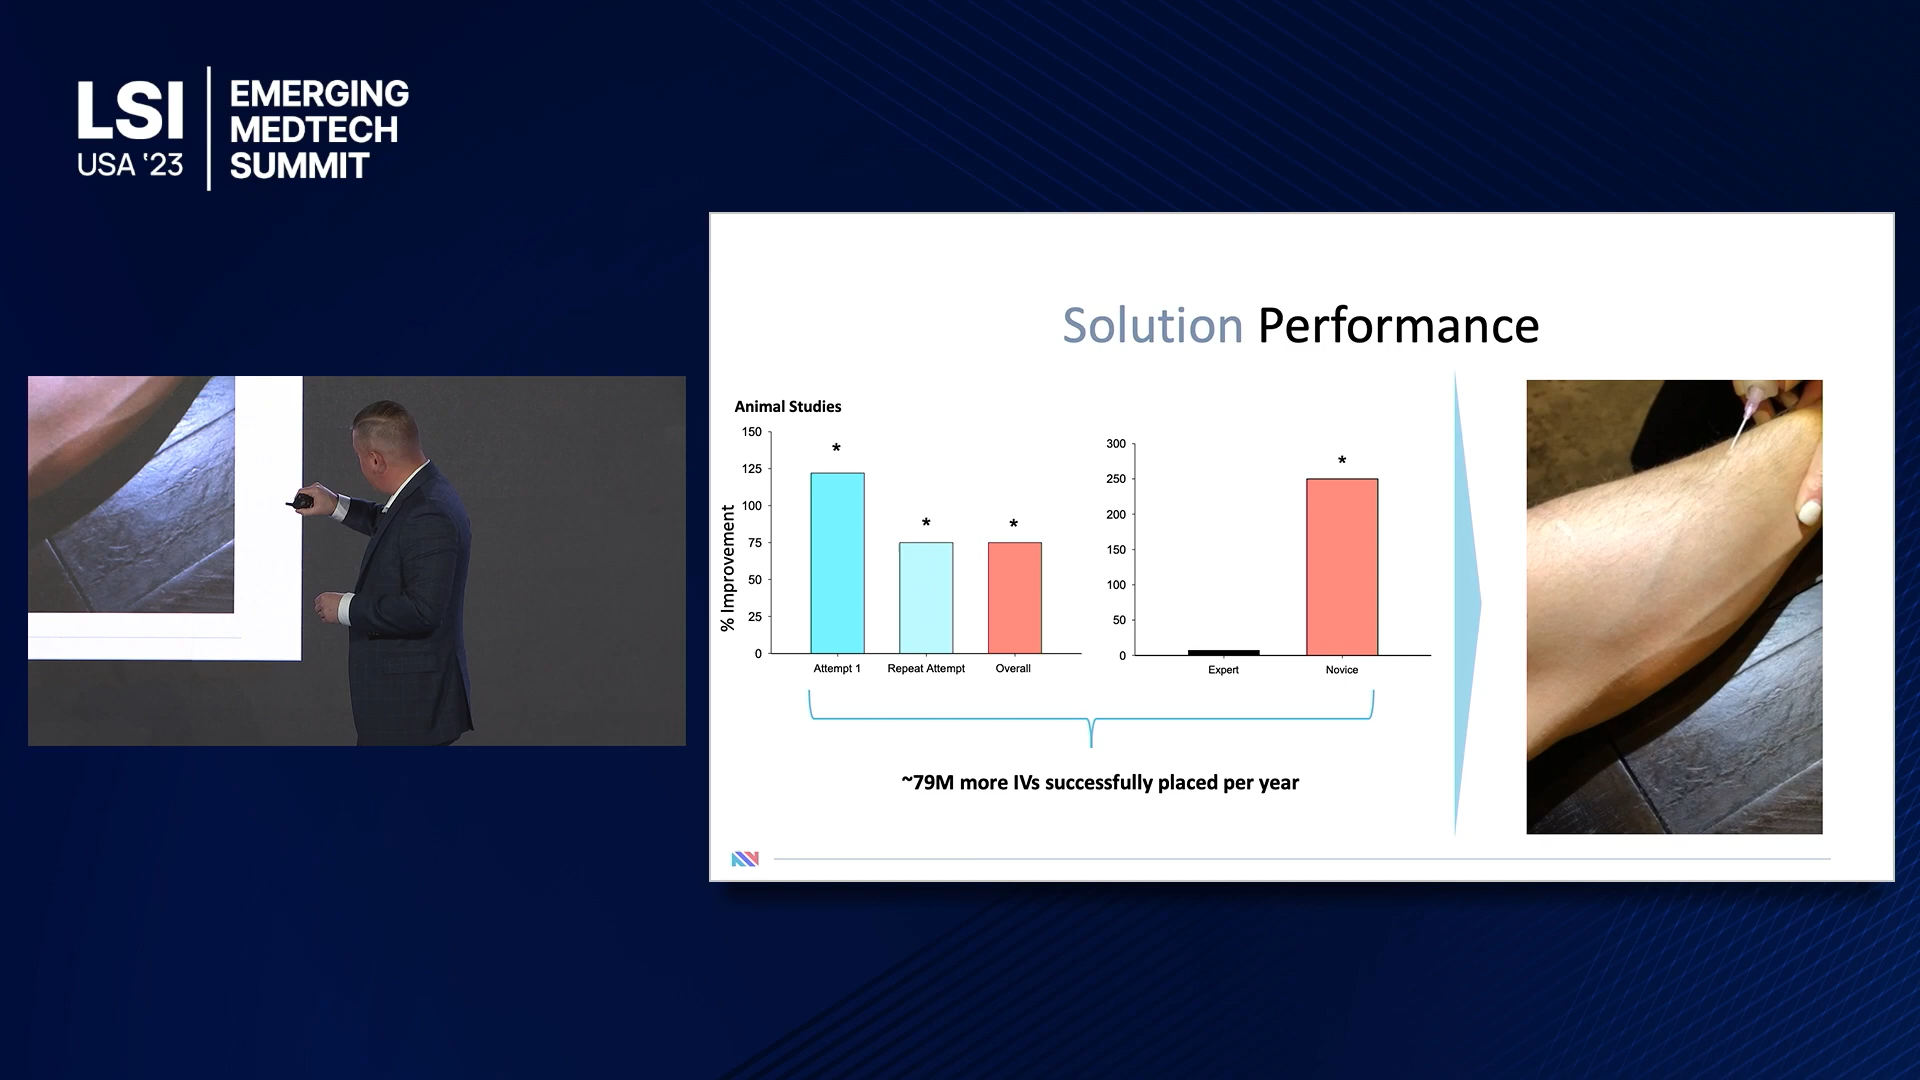 LSI
USA ‘23
EMERGING
MEDTECH
SUMMIT
Solution Performance
Animal Studies
% Improvement
150
125
100
75
50
25
0
*
*
*
Attempt 1
Repeat Attempt
Overall
300
250
200
150
100
50
0
*
Expert
Novice
~79M more IVs successfully placed per year